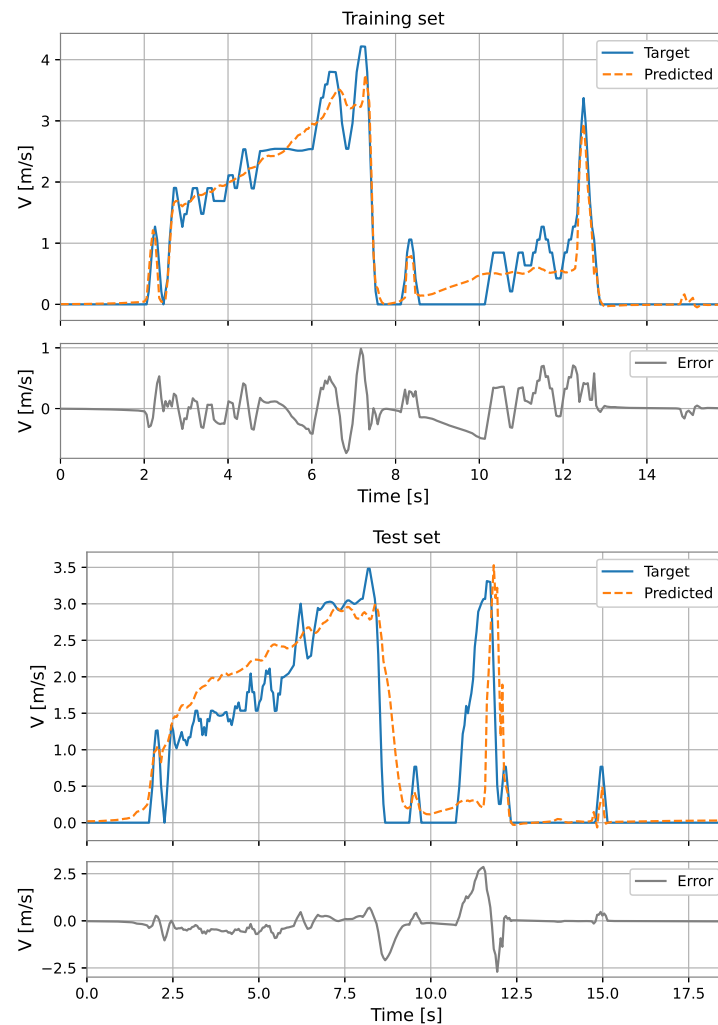 Training set
Target
Predicted
V [m/s]
4
3
2
1
0
Error
V [m/s]
1
0
0 2 4 6 8 10 12 14
Time [s]
Test set
Target
Predicted
V [m/s]
3.5
3.0
2.5
2.0
1.5
1.0
0.5
0.0
Error
V [m/s]
2.5
0.0
−2.5
0.0 2.5 5.0 7.5 10.0 12.5 15.0 17.5
Time [s]